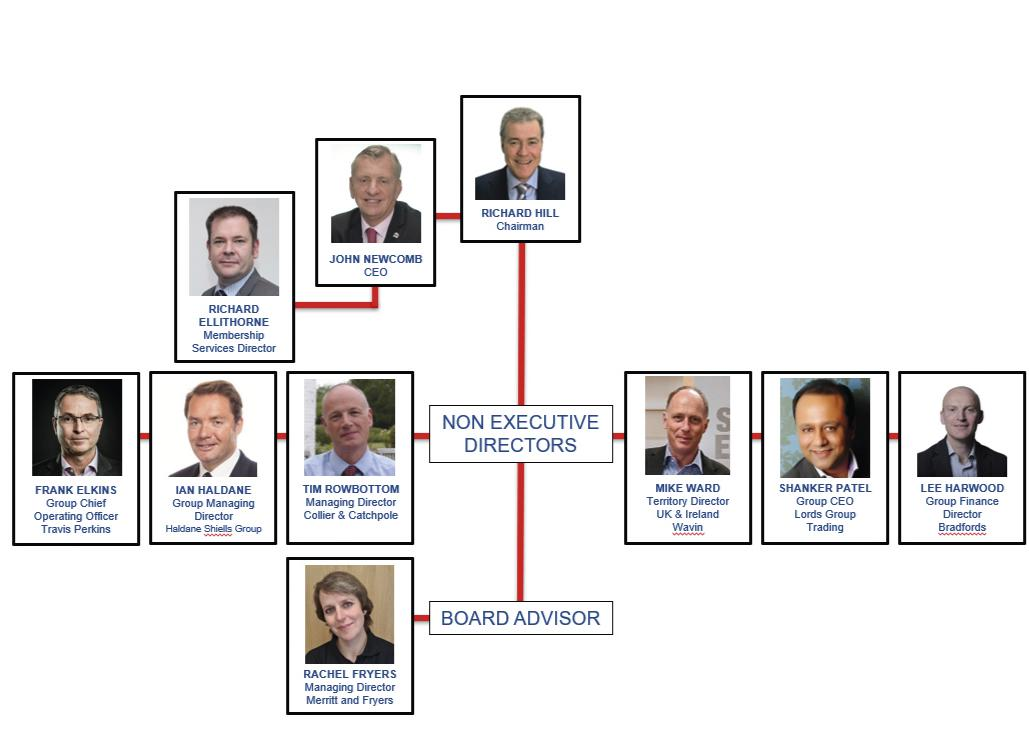 RICHARD HILL
Chairman
JOHN NEWCOMB
CEO
RICHARD
ELLITHORNE
Membership
Services Director
NON EXECUTIVE
DIRECTORS
FRANK ELKINS
Group Chief
Operating Officer
Travis Perkins
IAN HALDANE
Group Managing
Director
Haldane Shiells Group
TIM ROWBOTTOM
Managing Director
Collier & Catchpole
MIKE WARD
Territory Director
UK & Ireland
Wavin
SHANKER PATEL
Group CEO
Lords Group
Trading
LEE HARWOOD
Group Finance
Director
Bradfords
BOARD ADVISOR
RACHEL FRYERS
Managing Director
Merritt and Fryers